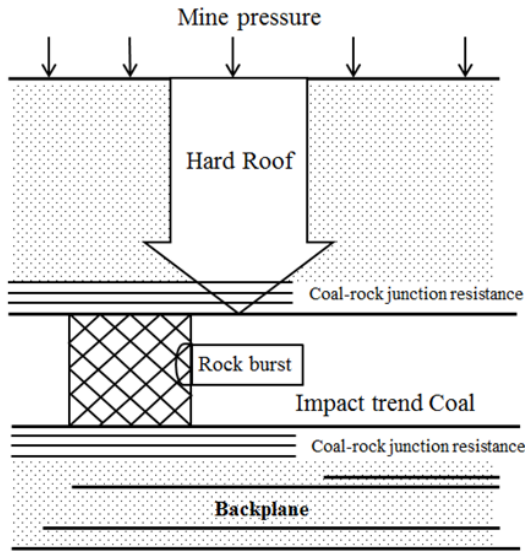 Mine pressure
Hard Roof
Coal-rock junction resistance
Rock burst
Impact trend Coal
Coal-rock junction resistance
Backplane